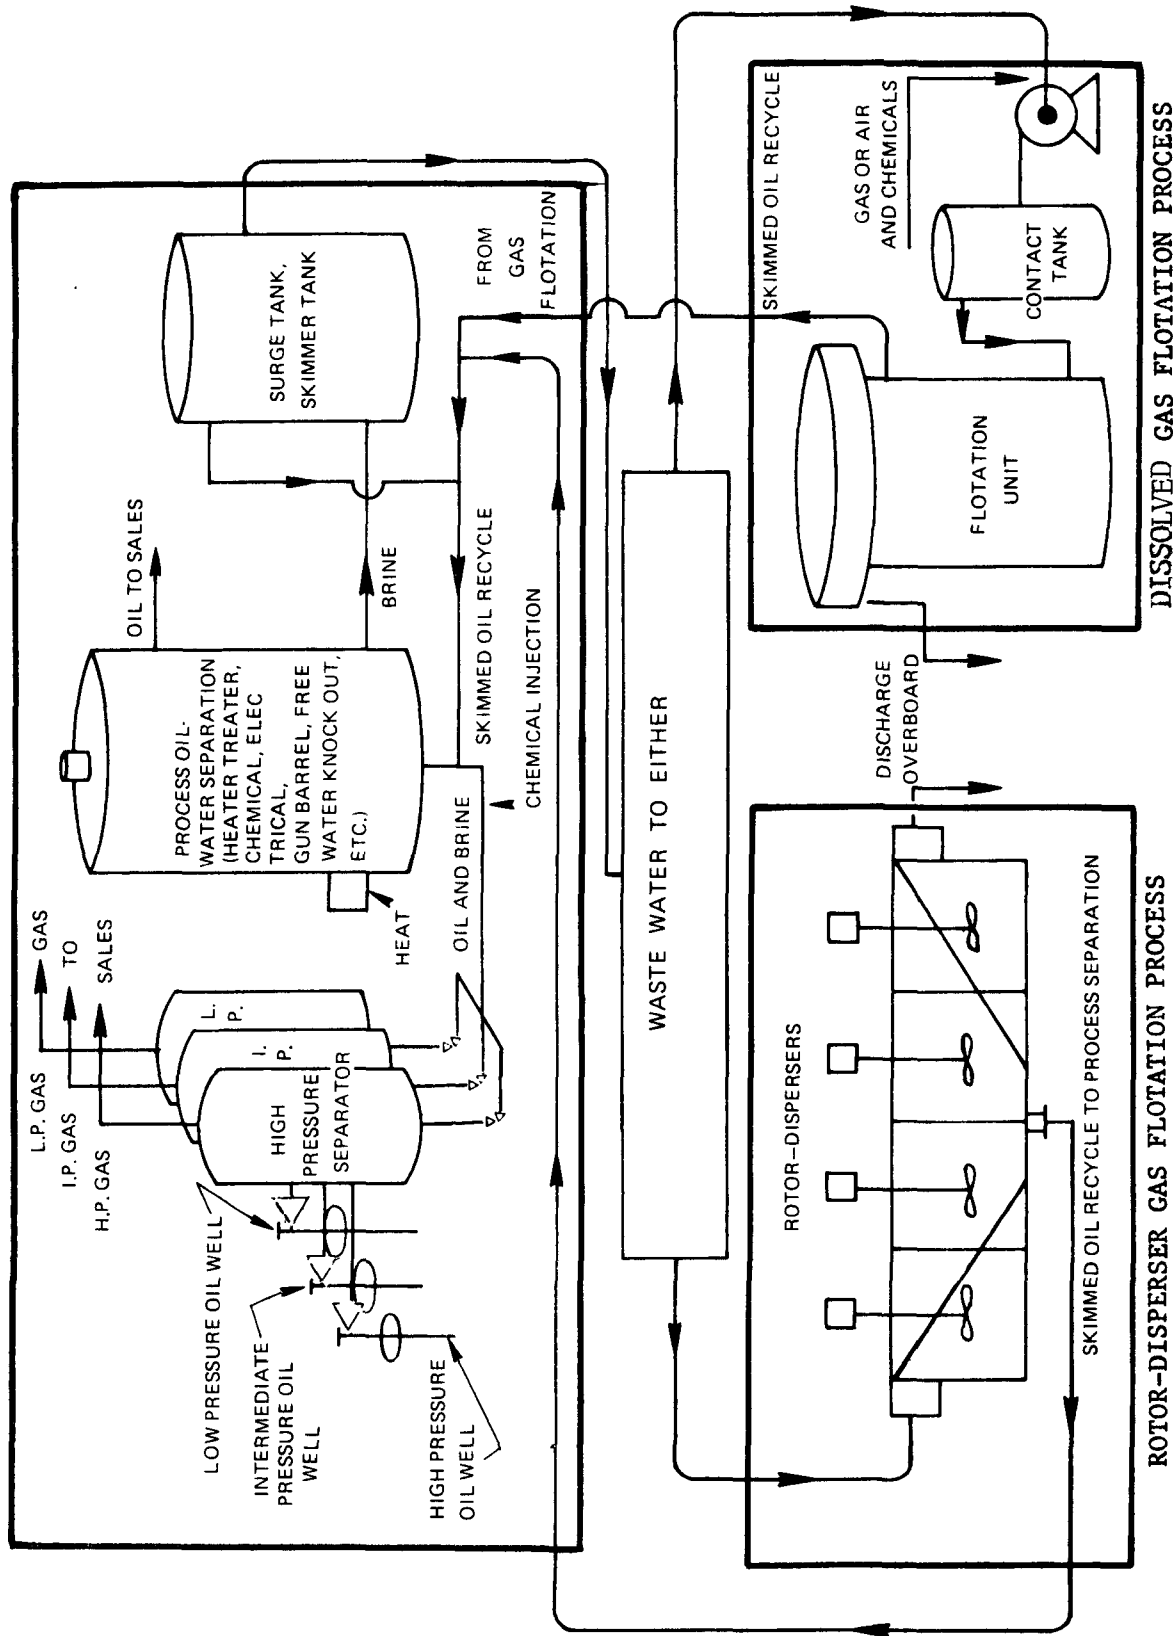 L.P. GAS
I.P. GAS
H.P. GAS
GAS
TO
SALES
LOW PRESSURE OIL WELL
INTERMEDIATE
PRESSURE OIL
WELL
HIGH PRESSURE
OIL WELL
L.
P.
I.
P.
HIGH
PRESSURE
SEPARATOR
HEAT
OIL AND BRINE
PROCESS OIL-
WATER SEPARATION
(HEATER TREATER,
CHEMICAL, ELEC
TRICAL,
GUN BARREL, FREE
WATER KNOCK OUT,
ETC.)
OIL TO SALES
BRINE
SKIMMED OIL RECYCLE
CHEMICAL INJECTION
SURGE TANK,
SKIMMER TANK
FROM
GAS
FLOTATION
WASTE WATER TO EITHER
ROTOR-DISPERSERS
DISCHARGE
OVERBOARD
SKIMMED OIL RECYCLE TO PROCESS SEPARATION
ROTOR-DISPERSER GAS FLOTATION PROCESS
SKIMMED OIL RECYCLE
GAS OR AIR
AND CHEMICALS
CONTACT
TANK
FLOTATION
UNIT
DISSOLVED GAS FLOTATION PROCESS